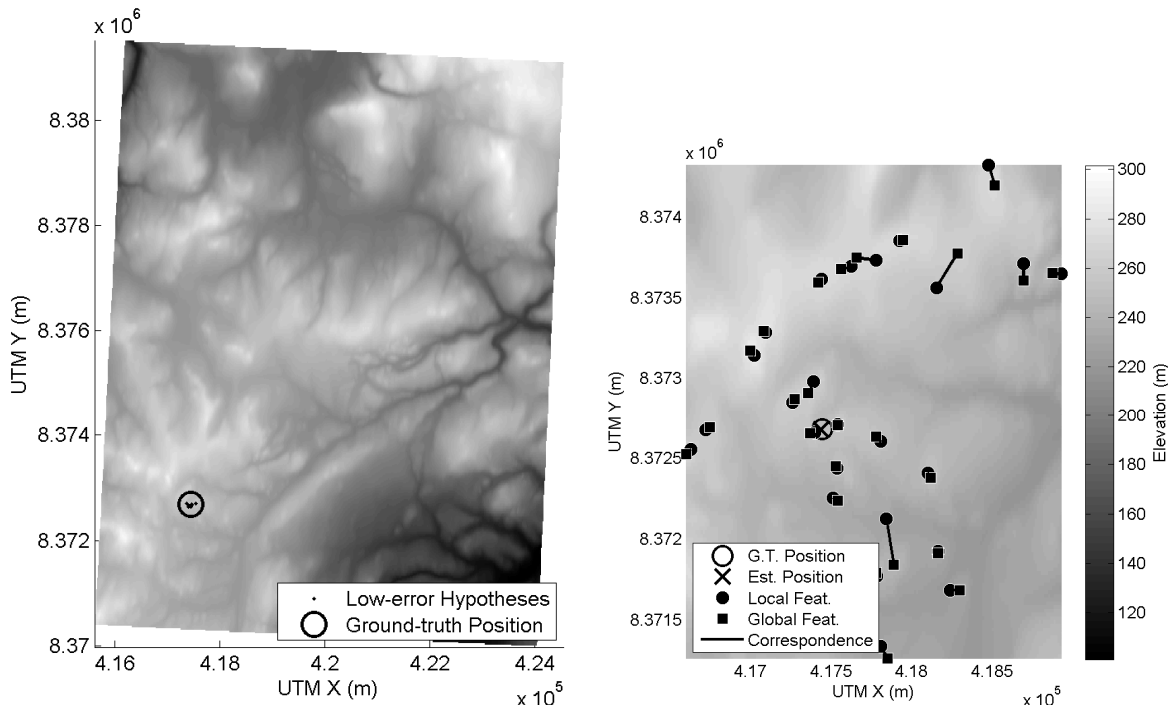 x 10^6
8.38
8.378
8.376
8.374
8.372
8.37
UTM Y (m)
4.16
4.18
4.2
4.22
4.24
UTM X (m)
x 10^5
Low-error Hypotheses
Ground-truth Position
x 10^6
8.374
8.3735
8.373
8.3725
8.372
8.3715
UTM Y (m)
4.17
4.175
4.18
4.185
UTM X (m)
x 10^5
G.T. Position
Est. Position
Local Feat.
Global Feat.
Correspondence
300
280
260
240
220
200
180
160
140
120
Elevation (m)